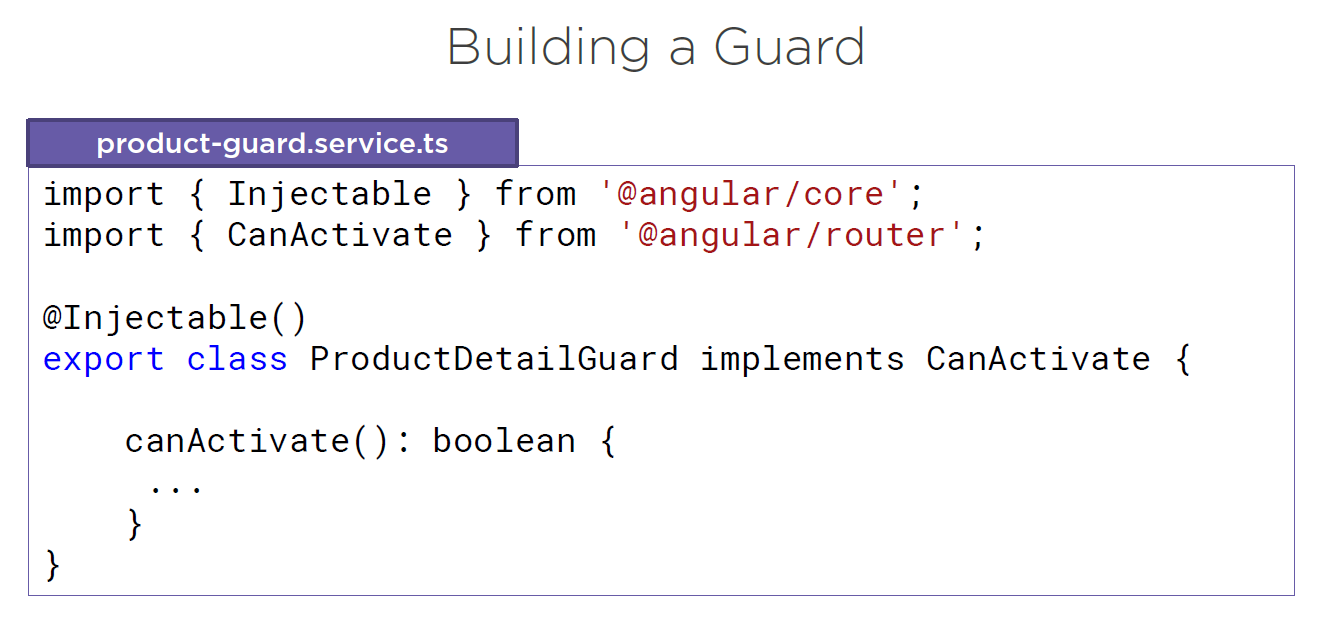 Building a Guard
product-guard.service.ts
import { Injectable } from '@angular/core';
import { CanActivate } from '@angular/router';
@Injectable()
export class ProductDetailGuard implements CanActivate {
canActivate(): boolean {
...
}
}